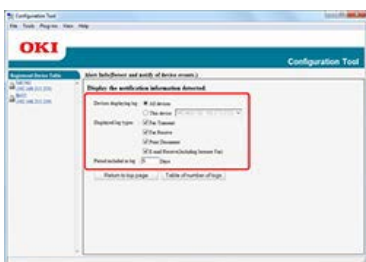 Configuration Tool
File Tools Plug-ins View Help
OKI
Configuration Tool
Registered Device Table
Alert Info(Detect and notify of device events.)
Display the notification information detected.
Devices displaying log
All devices
This device
Displayed log types
Fax Transmit
Fax Receive
Print Document
E-mail Receive(Including Internet Fax)
Period included in log
Days
Return to top page
Table of number of logs